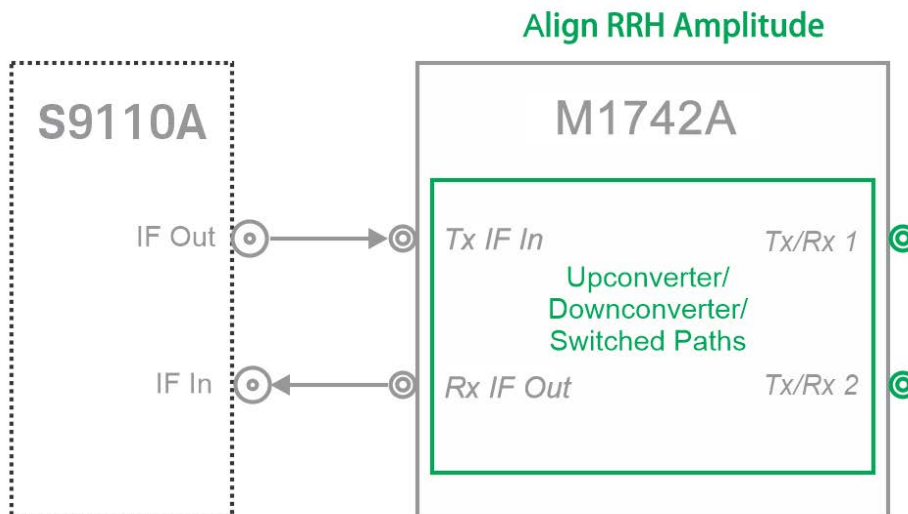 Align RRH Amplitude
S9110A
M1742A
IF Out
Tx IF In
Tx/Rx 1
Upconverter/
Downconverter/
Switched Paths
IF In
Rx IF Out
Tx/Rx 2